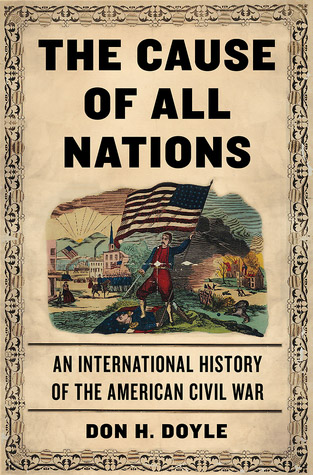 THE CAUSE
OF ALL
NATIONS
AN INTERNATIONAL HISTORY
OF THE AMERICAN CIVIL WAR
DON H. DOYLE